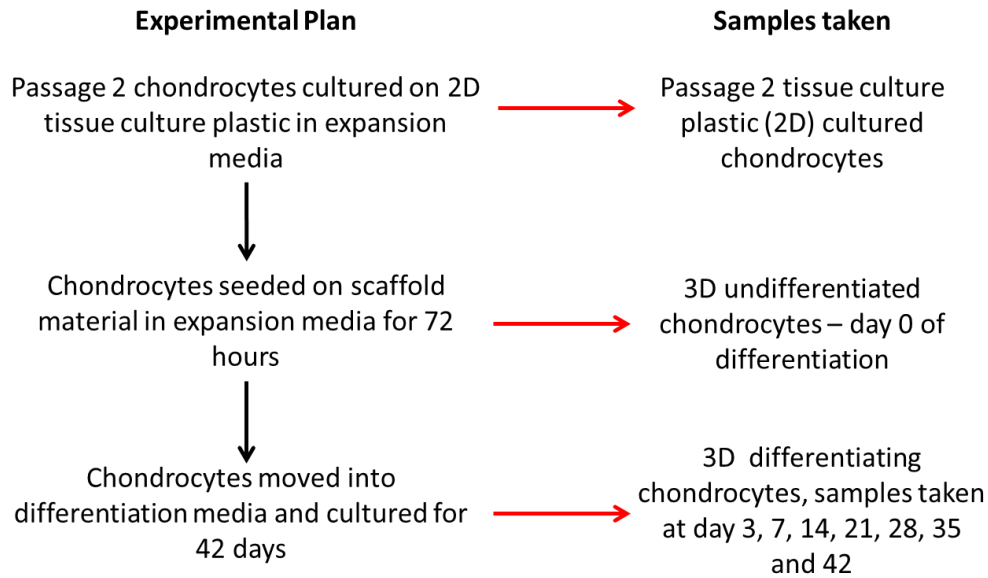 Experimental Plan
Samples taken
Passage 2 chondrocytes cultured on 2D
tissue culture plastic in expansion
media
Passage 2 tissue culture
plastic (2D) cultured
chondrocytes
Chondrocytes seeded on scaffold
material in expansion media for 72
hours
3D undifferentiated
chondrocytes – day 0 of
differentiation
Chondrocytes moved into
differentiation media and cultured for
42 days
3D differentiating
chondrocytes, samples taken
at day 3, 7, 14, 21, 28, 35
and 42